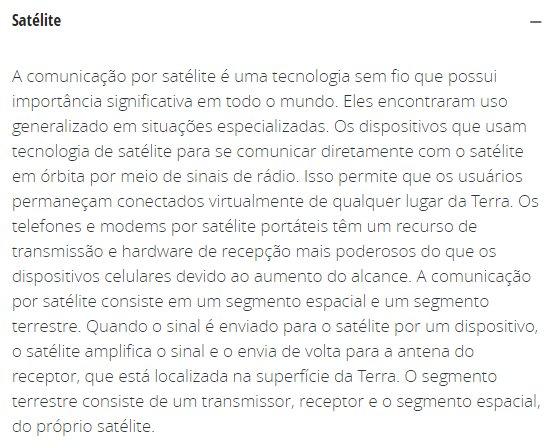 Satélite
A comunicação por satélite é uma tecnologia sem fio que possui
importância significativa em todo o mundo. Eles encontraram uso
generalizado em situações especializadas. Os dispositivos que usam
tecnologia de satélite para se comunicar diretamente com o satélite
em órbita por meio de sinais de rádio. Isso permite que os usuários
permaneçam conectados virtualmente de qualquer lugar da Terra. Os
telefones e modems por satélite portáteis têm um recurso de
transmissão e hardware de recepção mais poderosos do que os
dispositivos celulares devido ao aumento do alcance. A comunicação
por satélite consiste em um segmento espacial e um segmento
terrestre. Quando o sinal é enviado para o satélite por um dispositivo,
o satélite amplifica o sinal e o envia de volta para a antena do
receptor, que está localizada na superfície da Terra. O segmento
terrestre consiste de um transmissor, receptor e o segmento espacial,
do próprio satélite.